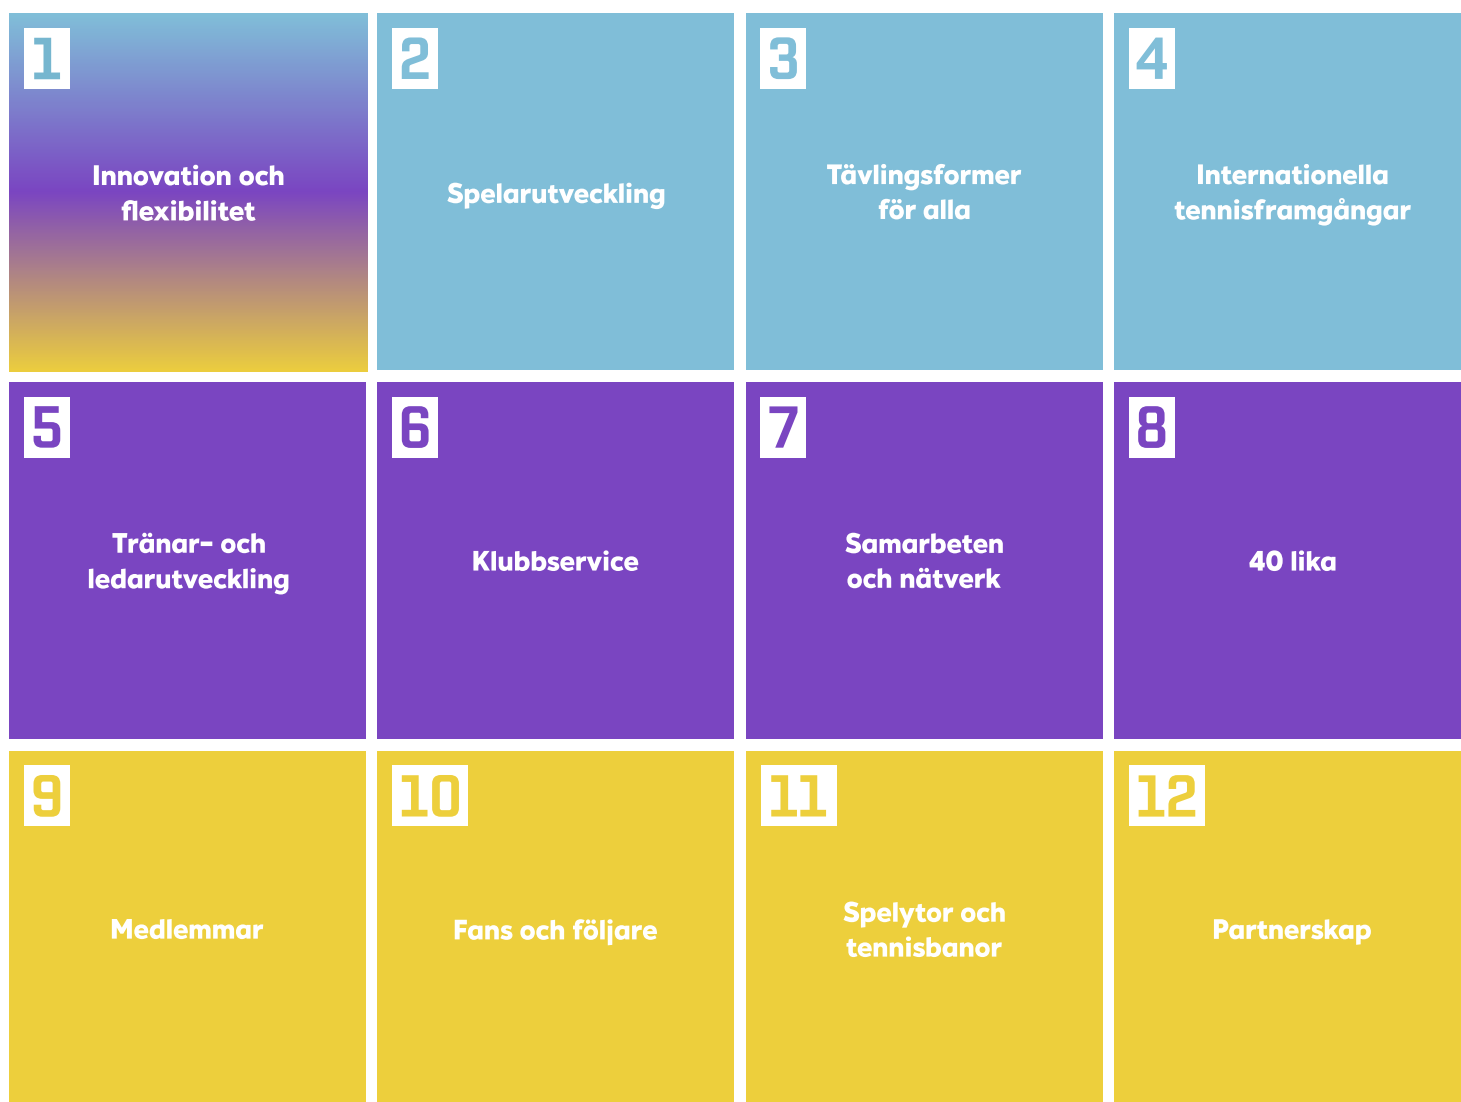 1
Innovation och
flexibilitet
2
Spelarutveckling
3
Tävlingsformer
för alla
4
Internationella
tennisframgångar
5
Tränar- och
ledarutveckling
6
Klubbservice
7
Samarbeten
och nätverk
8
40 lika
9
Medlemmar
10
Fans och följare
11
Spelytor och
tennisbanor
12
Partnerskap